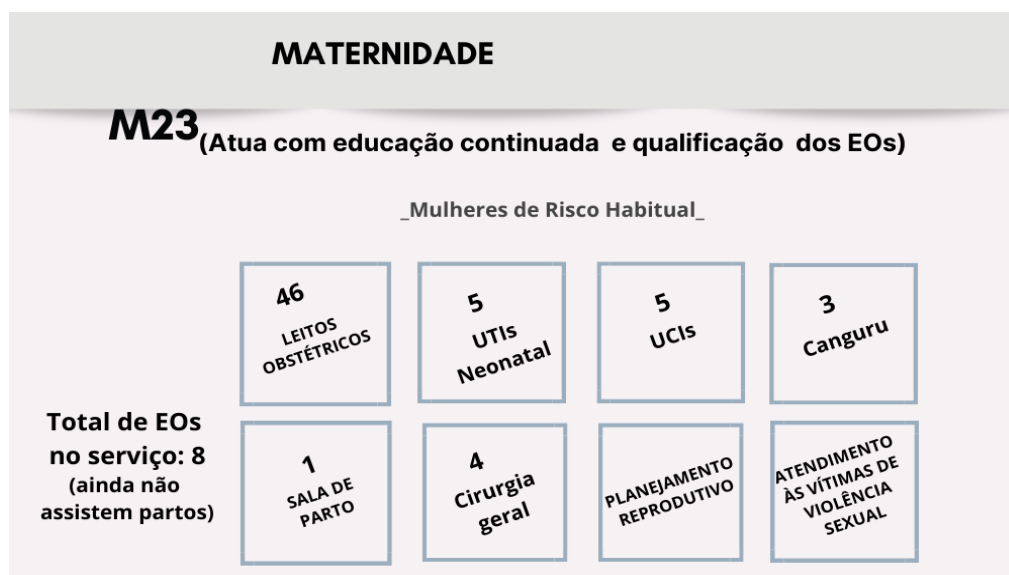 MATERNIDADE
M23(Atua com educação continuada e qualificação dos EOs)
_Mulheres de Risco Habitual_
46
LEITOS
OBSTÉTRICOS
5
UTIs
Neonatal
5
UCIs
3
Canguru
Total de EOs
no serviço: 8
(ainda não
assistem partos)
1
SALA DE
PARTO
4
Cirurgia
geral
PLANEJAMENTO
REPRODUTIVO
ATENDIMENTO
ÀS VÍTIMAS DE
VIOLÊNCIA
SEXUAL